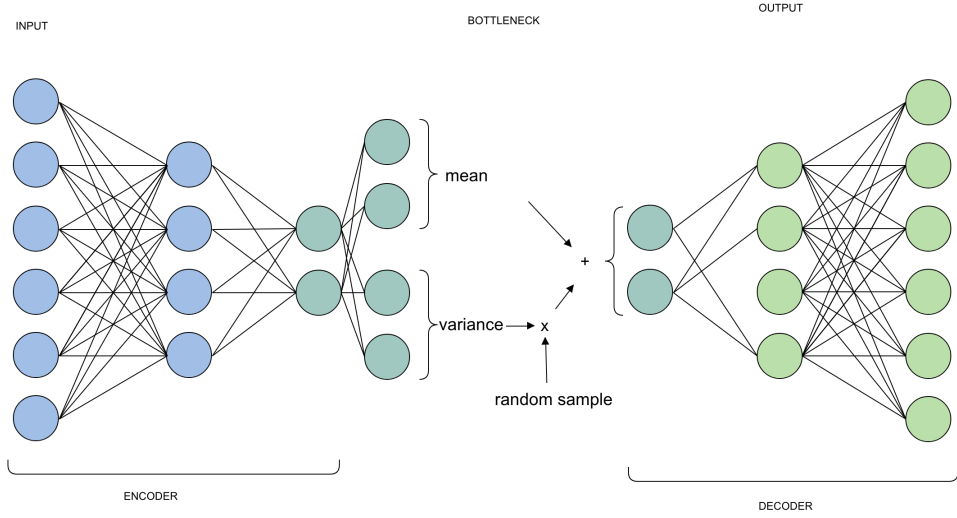 INPUT
BOTTLENECK
OUTPUT
mean
+
variance
x
random sample
ENCODER
DECODER